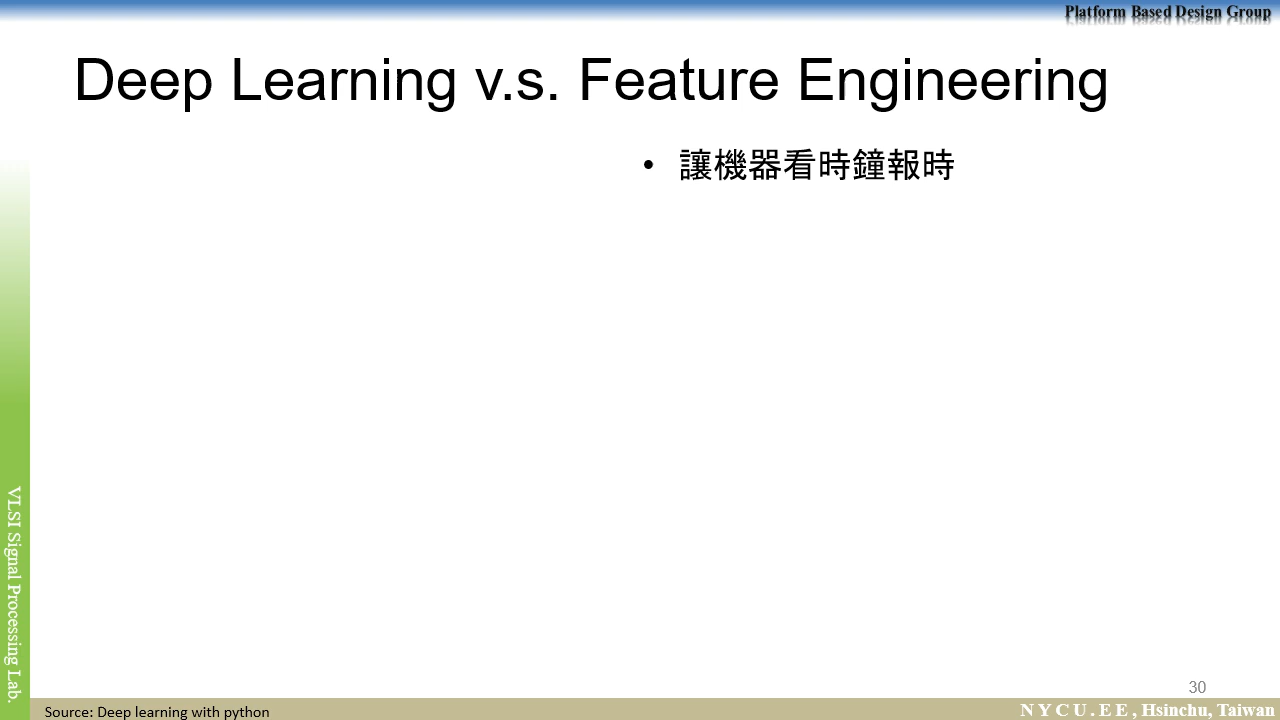 Platform Based Design Group
Deep Learning v.s. Feature Engineering
• 讓機器看時鐘報時
VLSI Signal Processing Lab.
30
Source: Deep learning with python
N Y C U . E E , Hsinchu, Taiwan